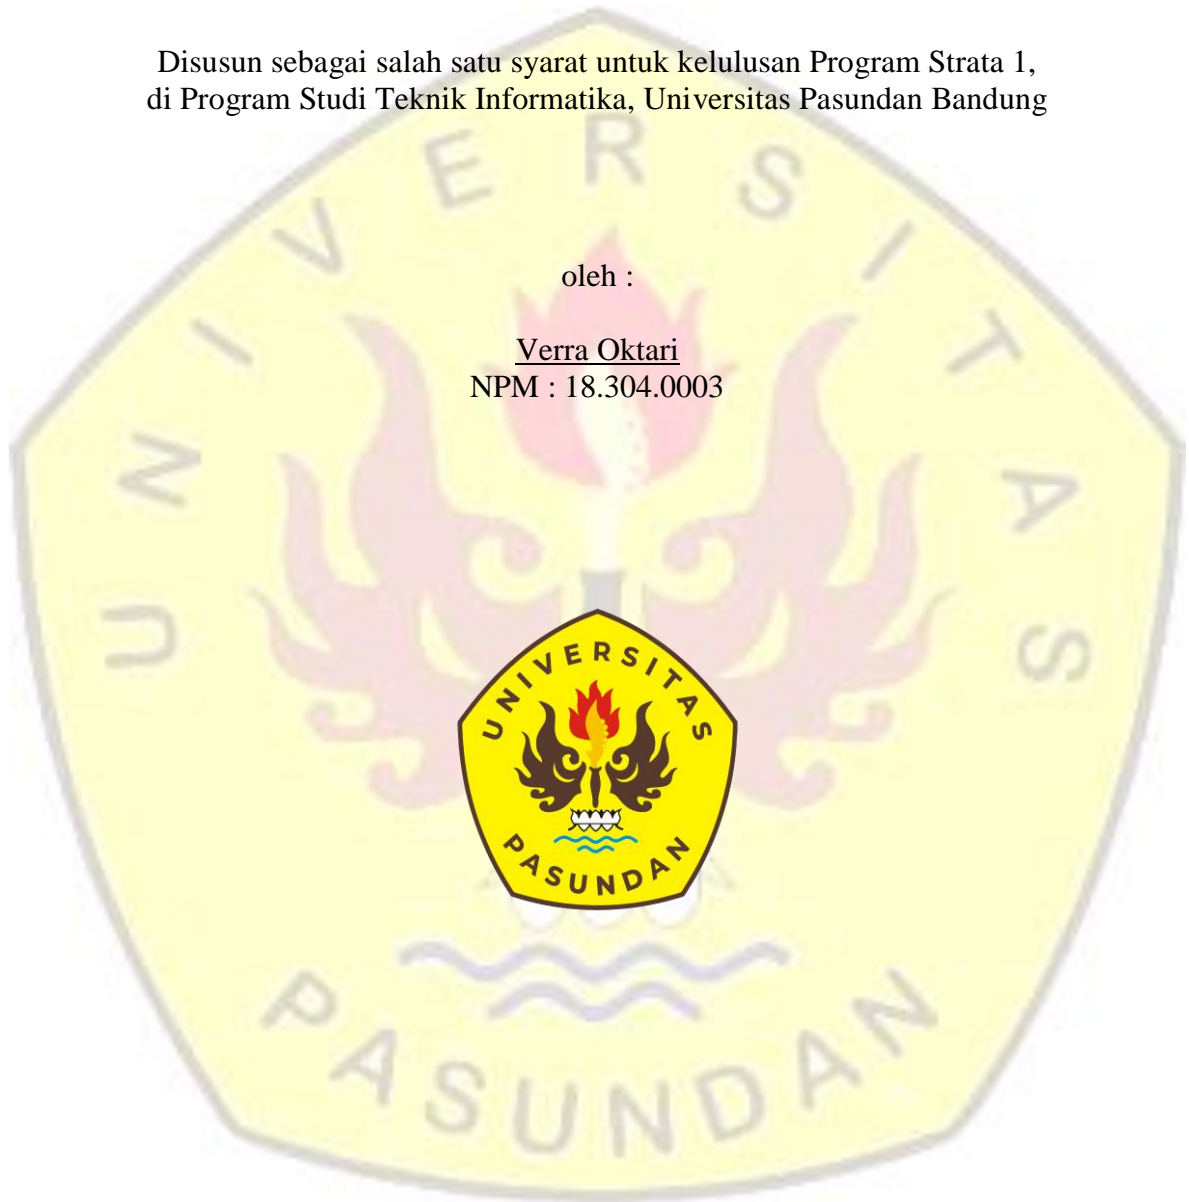 Disusun sebagai salah satu syarat untuk kelulusan Program Strata 1,
di Program Studi Teknik Informatika, Universitas Pasundan Bandung
oleh :
Verra Oktari
NPM : 18.304.0003
UNIVERSITAS
PASUNDAN
UNIVERSITAS
PASUNDAN